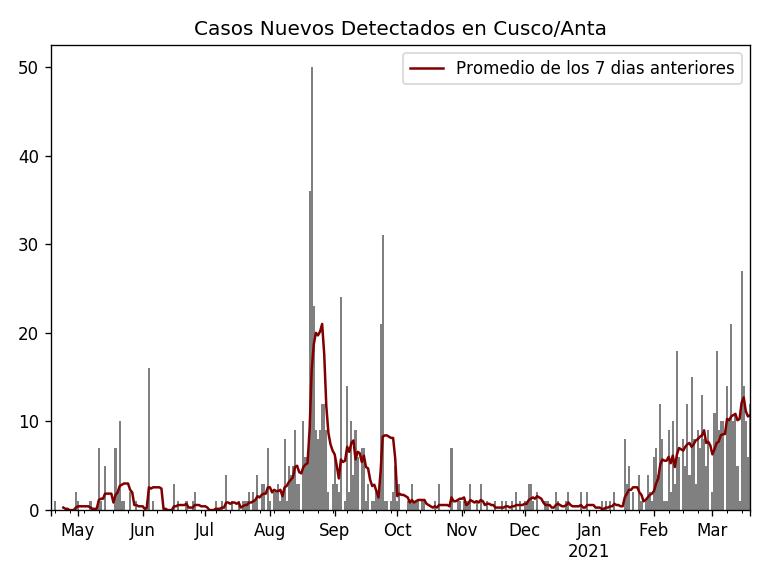 Casos Nuevos Detectados en Cusco/Anta
Promedio de los 7 dias anteriores
50
40
30
20
10
0
May Jun Jul Aug Sep Oct Nov Dec Jan Feb Mar
2021